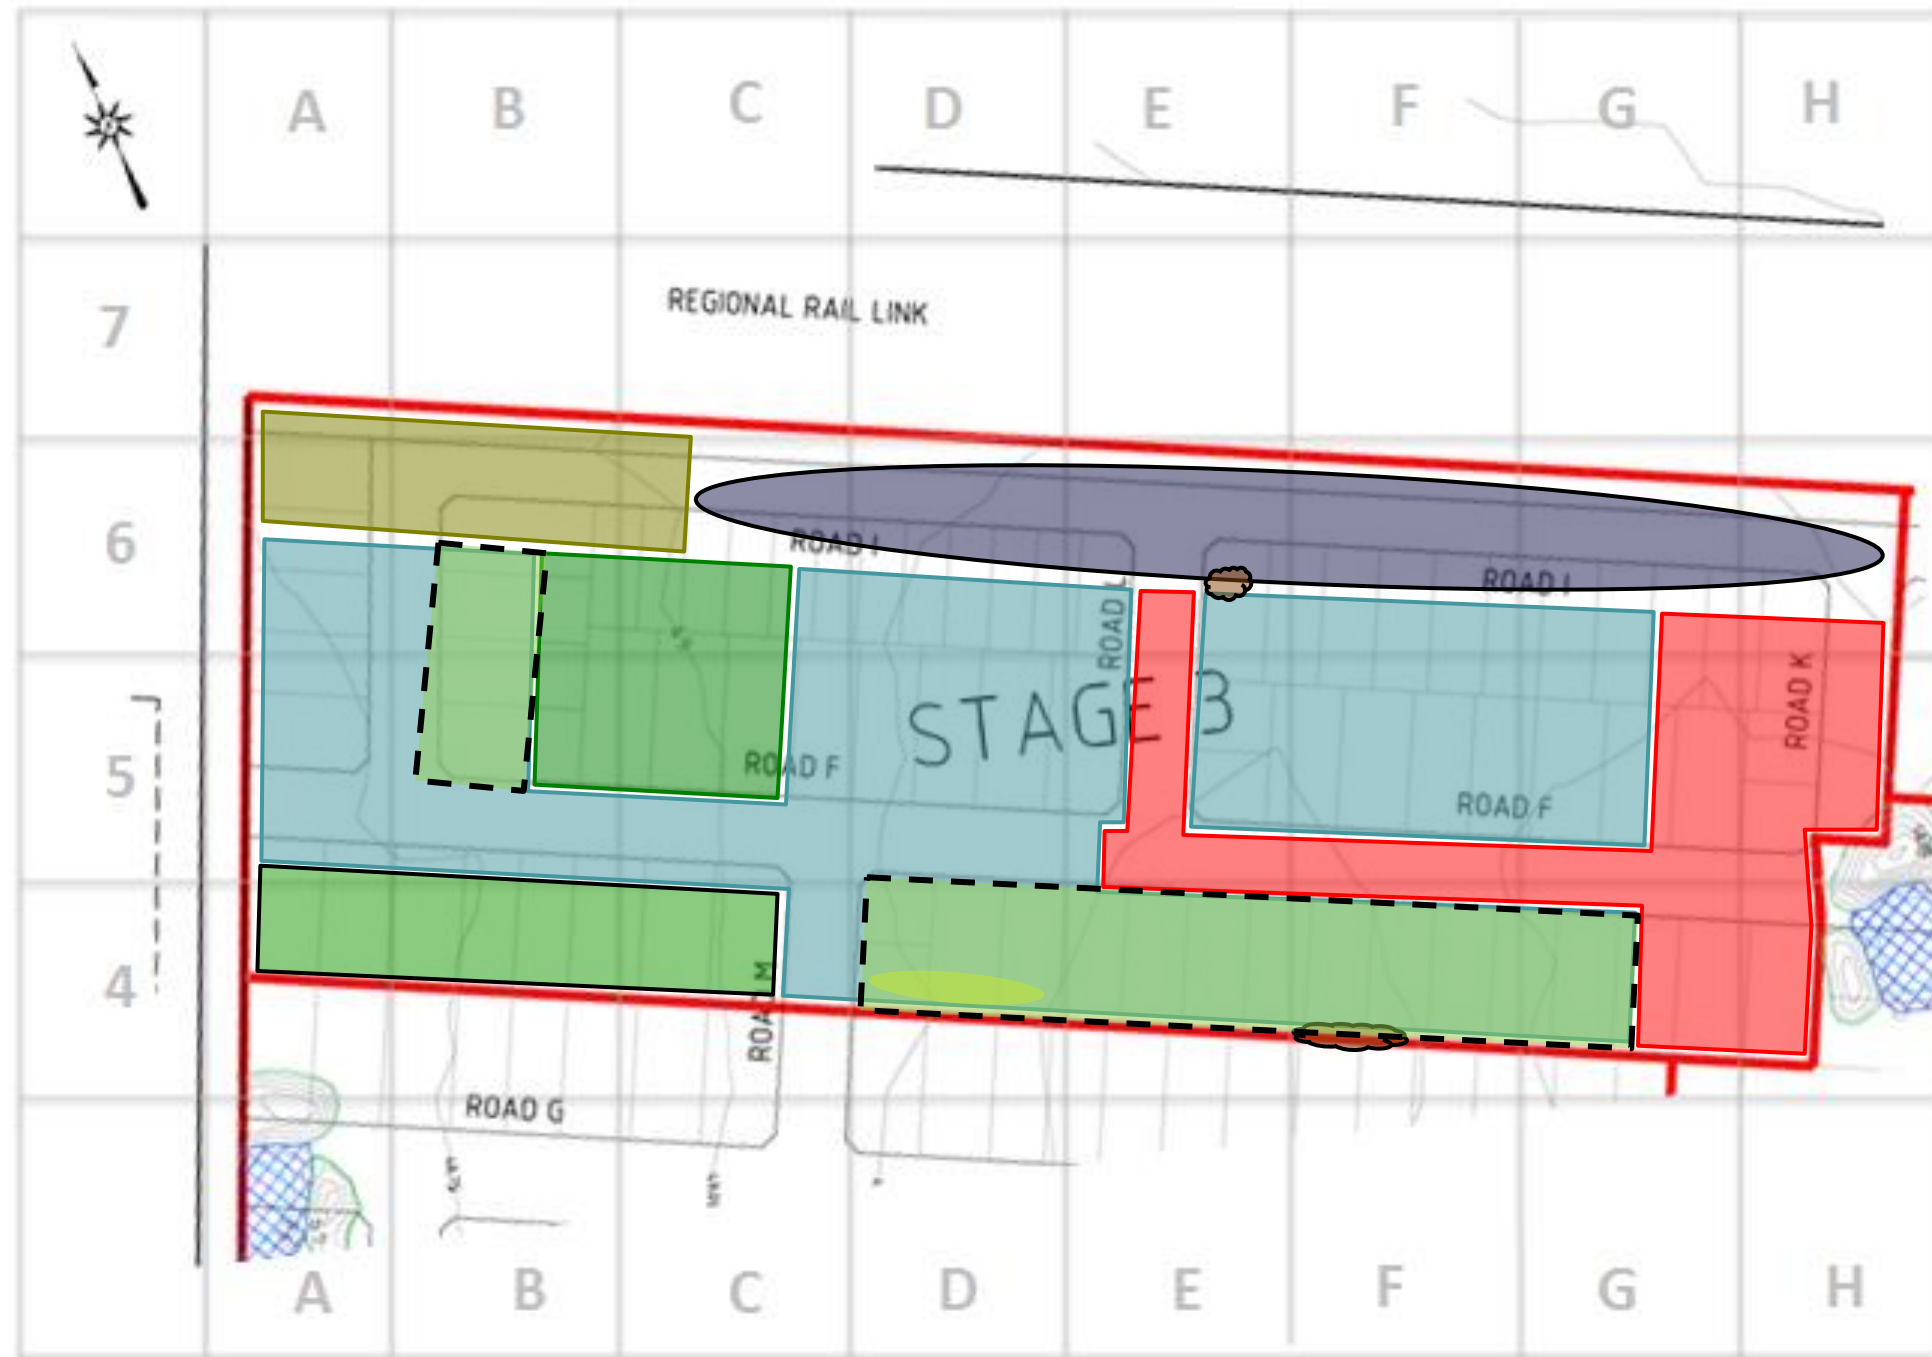 A B C D E F G H
7
REGIONAL RAIL LINK
6
ROAD I
ROAD I
ROAD L
STAGE 3
ROAD K
5
ROAD F
ROAD F
4
ROAD M
ROAD G
A B C D E F G H